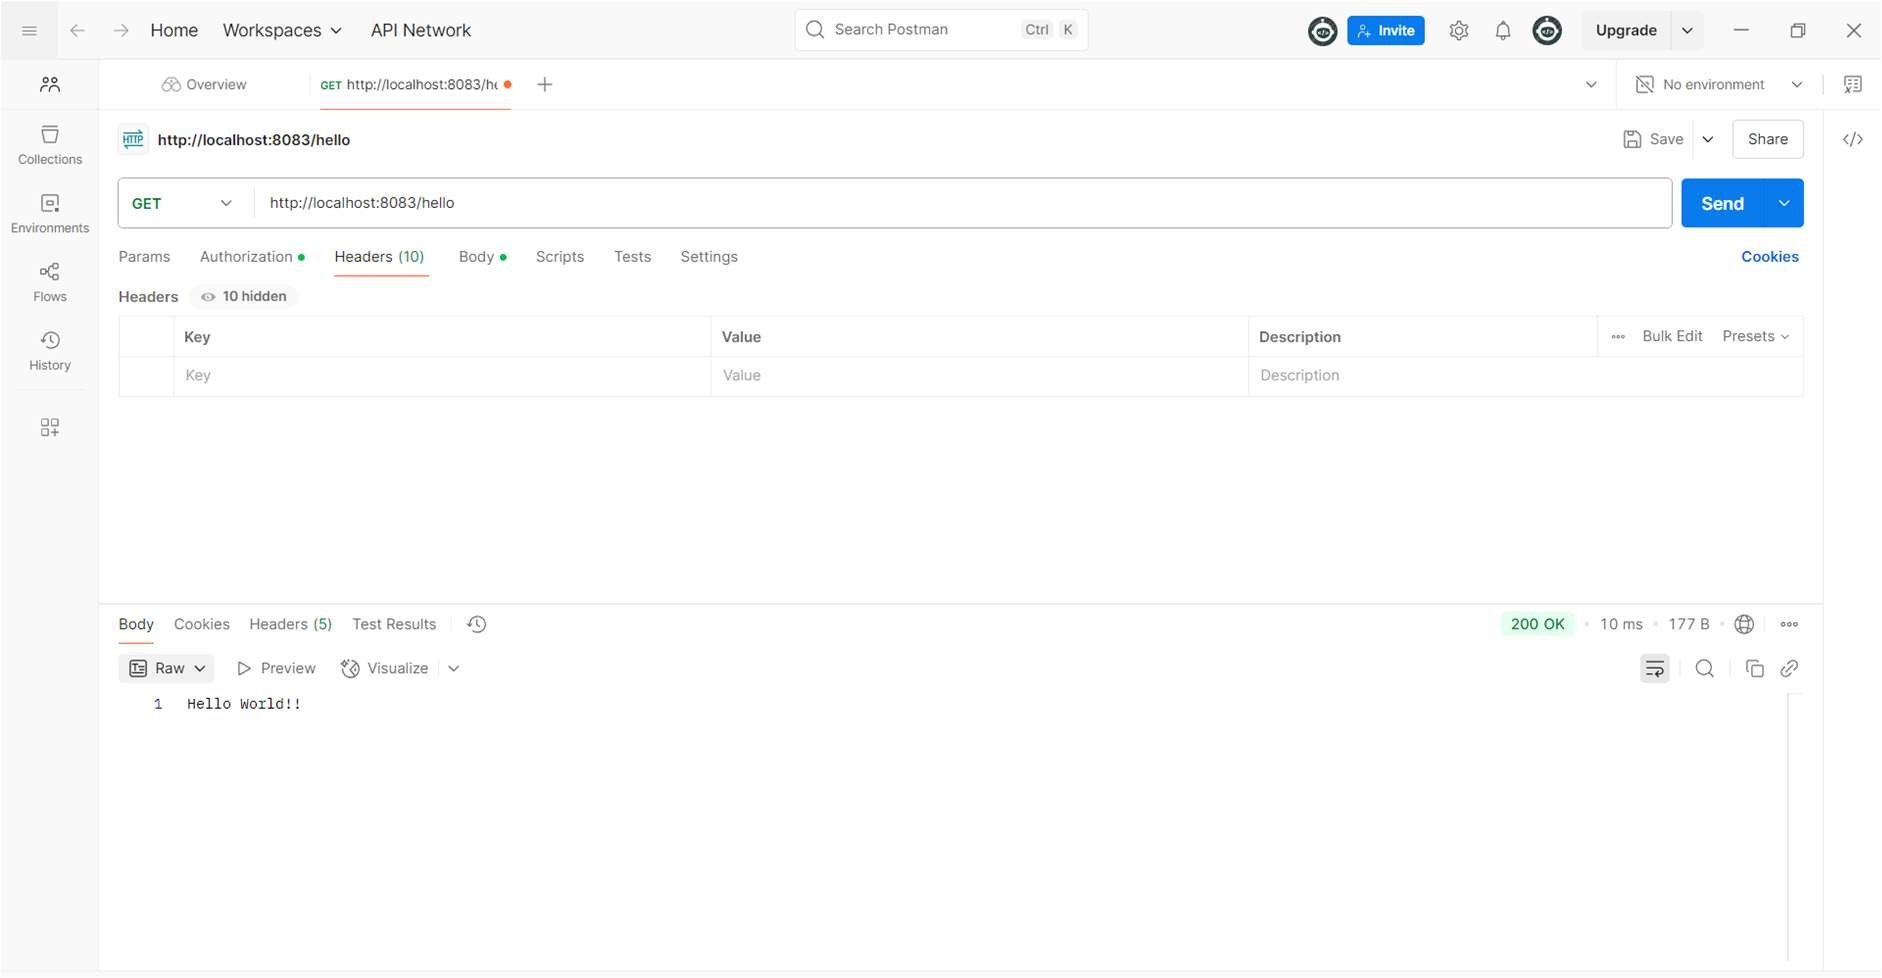 Home Workspaces API Network Search Postman Ctrl K Invite Upgrade
Overview GET http://localhost:8083/he No environment
HTTP http://localhost:8083/hello Save Share
Collections
GET http://localhost:8083/hello Send
Environments
Params Authorization Headers (10) Body Scripts Tests Settings Cookies
Flows
Headers 10 hidden
Key Value Description Bulk Edit Presets
History
Key Value Description
Body Cookies Headers (5) Test Results 200 OK • 10 ms • 177 B •
Raw Preview Visualize
1 Hello World!!